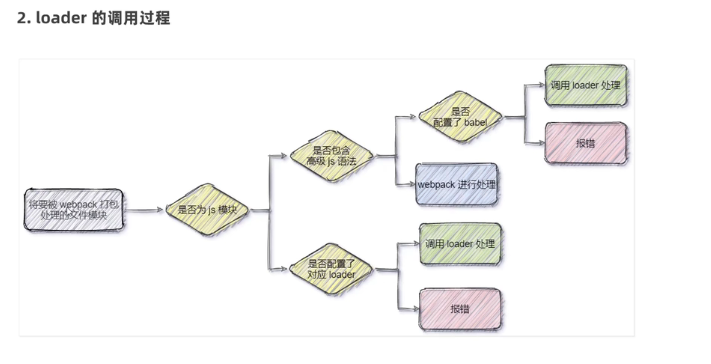 2. loader 的调用过程
将要被 webpack 打包
处理的文件模块
是否为 js 模块
是否包含
高级 js 语法
是否
配置了 babel
调用 loader 处理
报错
webpack 进行处理
是否配置了
对应 loader
调用 loader 处理
报错